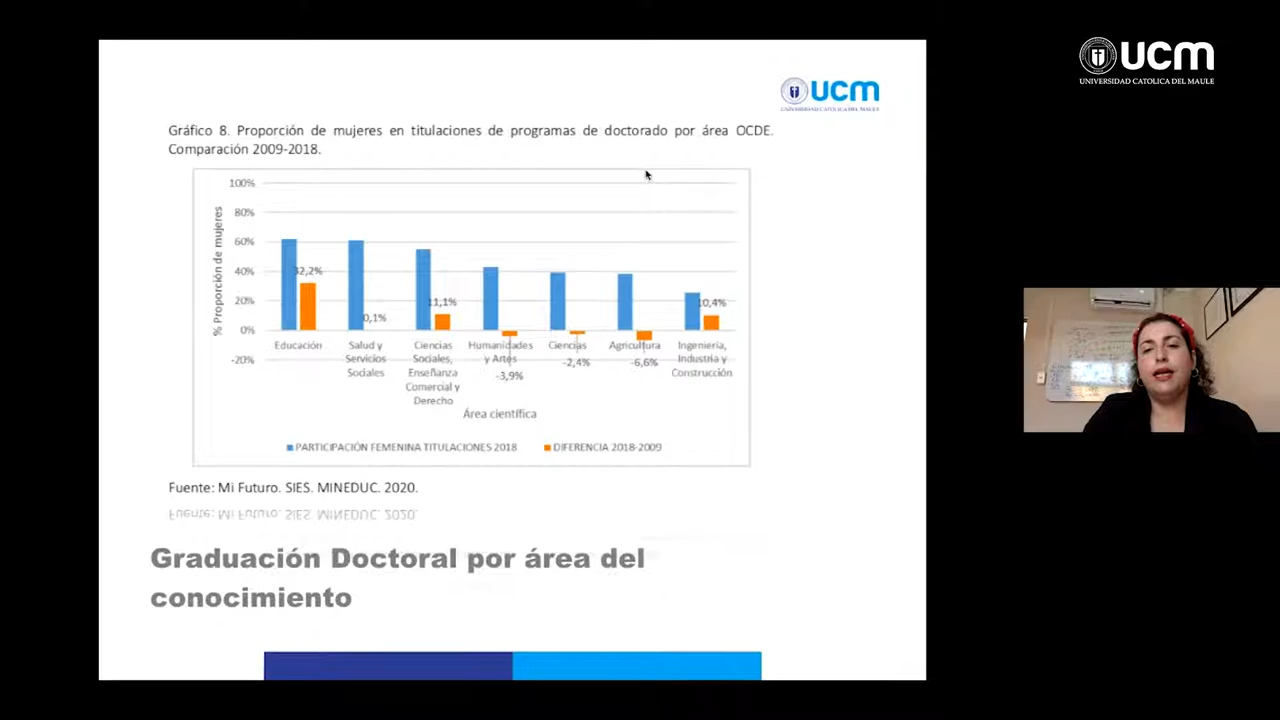 ucm
UNIVERSIDAD CATOLICA DEL MAULE
ucm
UNIVERSIDAD CATOLICA DEL MAULE
Gráfico 8. Proporción de mujeres en titulaciones de programas de doctorado por área OCDE.
Comparación 2009-2018.
% Proporción de mujeres
100%
80%
60%
40%
20%
0%
-20%
32,2%
0,1%
11,1%
-3,9%
-2,4%
-6,6%
10,4%
Educación
Salud y
Servicios
Sociales
Ciencias
Sociales,
Enseñanza
Comercial y
Derecho
Humanidades
y Artes
Ciencias
Agricultura
Ingeniería,
Industria y
Construcción
Área científica
PARTICIPACIÓN FEMENINA TITULACIONES 2018
DIFERENCIA 2018-2009
Fuente: Mi Futuro. SIES. MINEDUC. 2020.
Graduación Doctoral por área del
conocimiento